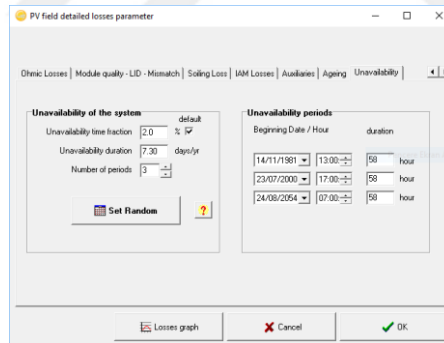 PV field detailed losses parameter
Ohmic Losses | Module quality - LID - Mismatch | Soiling Loss | IAM Losses | Auxiliaries | Ageing | Unavailability
Unavailability of the system
default
Unavailability time fraction 2.0 %
Unavailability duration 7.30 days/yr
Number of periods 3
Set Random ?
Unavailability periods
Beginning Date / Hour duration
14/11/1981 13:00 58 hour
23/07/2000 17:00 58 hour
24/08/2054 07:00 58 hour
Losses graph Cancel OK